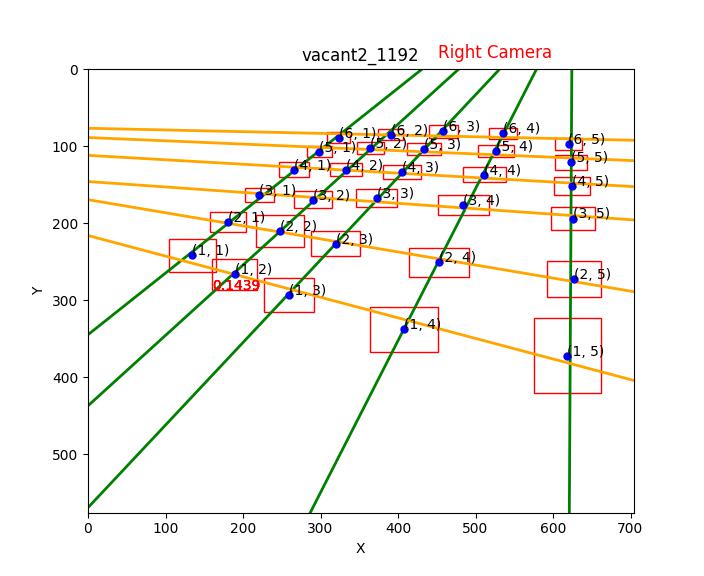 vacant2_1192 Right Camera
0
100
200
300
400
500
Y
0 100 200 300 400 500 600 700
X
(6, 1) (6, 2) (6, 3) (6, 4) (6, 5)
(5, 1) (5, 2) (5, 3) (5, 4) (5, 5)
(4, 1) (4, 2) (4, 3) (4, 4) (4, 5)
(3, 1) (3, 2) (3, 3) (3, 4) (3, 5)
(2, 1) (2, 2) (2, 3) (2, 4) (2, 5)
(1, 1) (1, 2) (1, 3) (1, 4) (1, 5)
0.1439